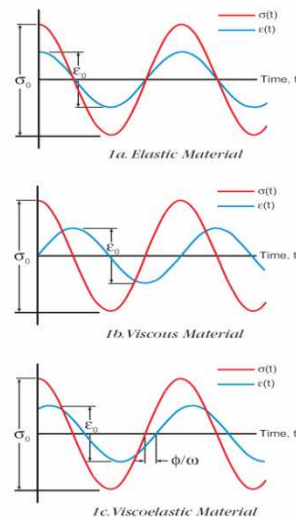 σ(t)
ε(t)
σ₀
ε₀
Time, t
1a. Elastic Material
σ(t)
ε(t)
σ₀
ε₀
Time, t
1b. Viscous Material
σ(t)
ε(t)
σ₀
ε₀
Time, t
ϕ/ω
1c. Viscoelastic Material